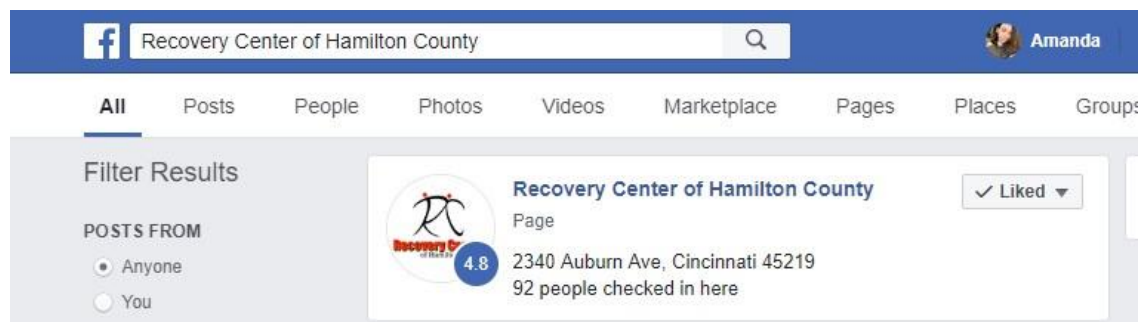 f Recovery Center of Hamilton County Amanda
All Posts People Photos Videos Marketplace Pages Places Groups
Filter Results
POSTS FROM
Anyone
You
RC
Recovery
4.8
Recovery Center of Hamilton County
Page
2340 Auburn Ave, Cincinnati 45219
92 people checked in here
Liked